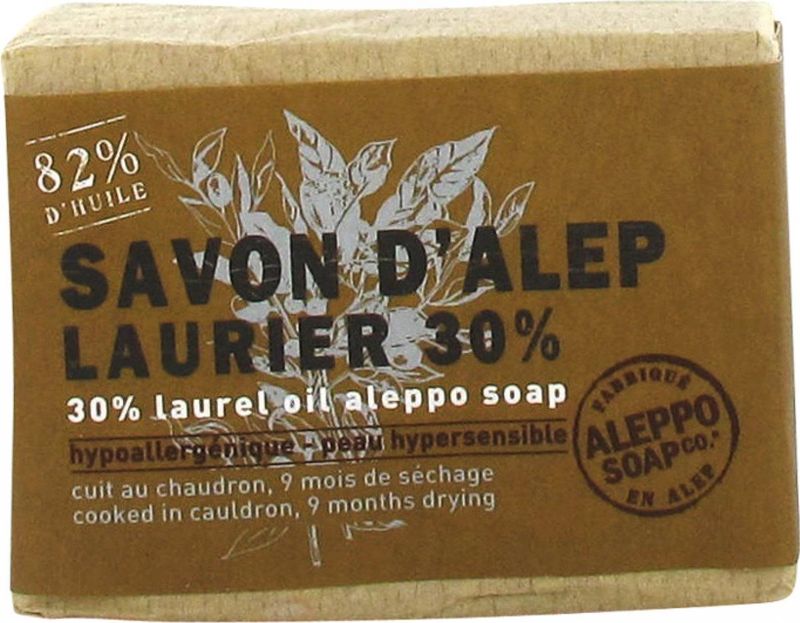 82%
D'HUILE
SAVON D'ALEP
LAURIER 30%
30% laurel oil aleppo soap
hypoallergénique - peau hypersensible
cuit au chaudron, 9 mois de séchage
cooked in cauldron, 9 months drying
FABRIQUÉ
ALEPPO
SOAP CO.
EN ALEP